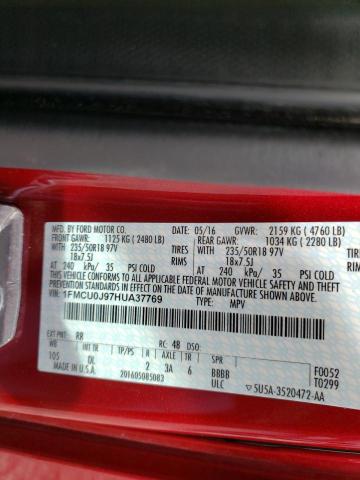 MFD. BY FORD MOTOR CO. DATE: 05/16 GVWR: 2159 KG ( 4760 LB)
FRONT GAWR: 1125 KG ( 2480 LB) REAR GAWR: 1034 KG ( 2280 LB)
WITH 235/50R18 97V TIRES WITH 235/50R18 97V TIRES
18x7.5J RIMS 18x7.5J RIMS
AT 240 kPa/ 35 PSI COLD AT 240 kPa/ 35 PSI COLD
THIS VEHICLE CONFORMS TO ALL APPLICABLE FEDERAL MOTOR VEHICLE SAFETY AND THEFT PREVENTION STANDARDS IN EFFECT ON THE DATE OF MANUFACTURE SHOWN ABOVE.
VIN: 1FMCU0J97HUA37769
TYPE: MPV
EXT PNT: RR RC: 48 DSO:
WB INT TR TP/PS R AXLE TR SPR F0052
105 DL 2 3A 6 BBBB T0299
MADE IN U.S.A. 201605085083 ULC 5U5A-3520472-AA